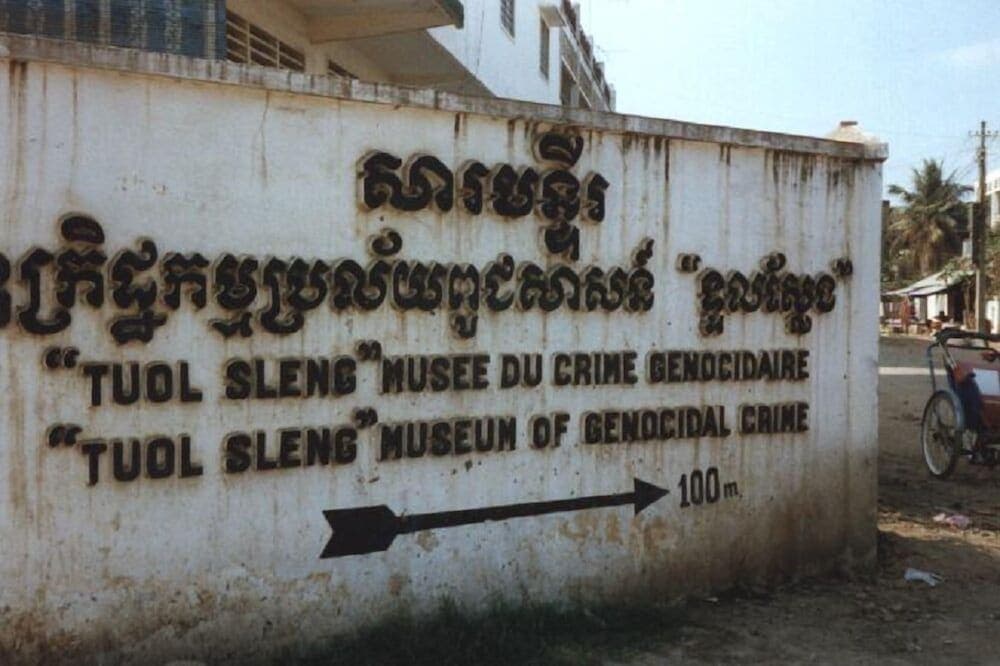 សារមន្ទីរ
ឧក្រិដ្ឋកម្មប្រល័យពូជសាសន៍ "ទួលស្លែង"
"TUOL SLENG" MUSEE DU CRIME GENOCIDAIRE
"TUOL SLENG" MUSEUM OF GENOCIDAL CRIME
100 m